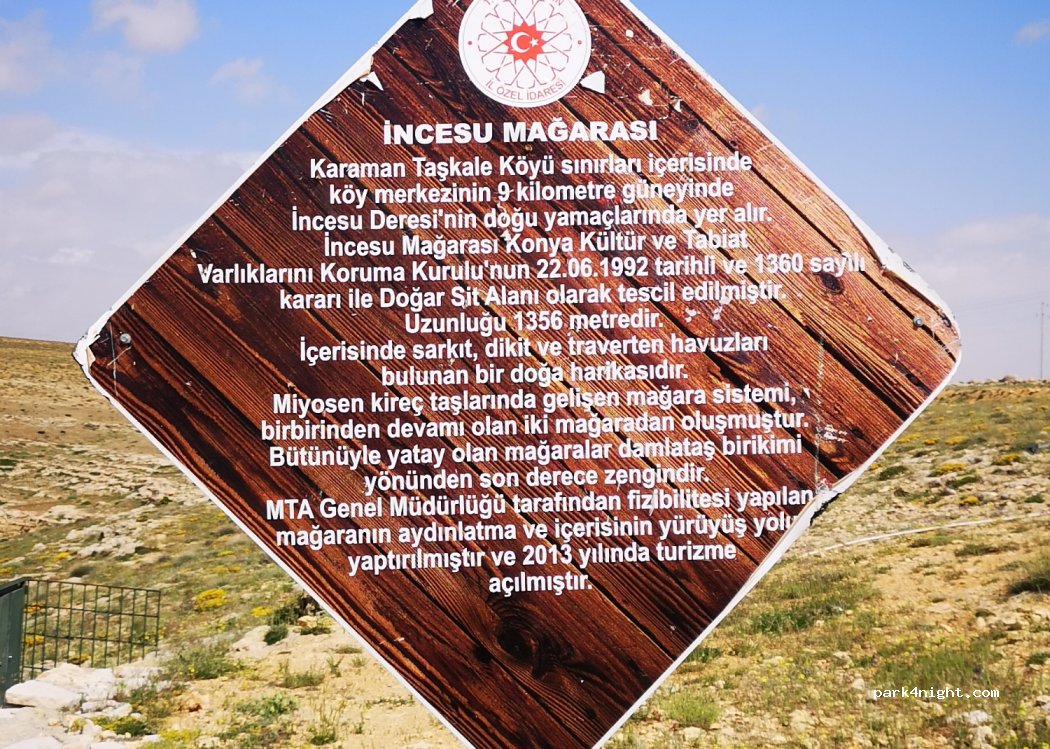 İL ÖZEL İDARESİ
İNCESU MAĞARASI
Karaman Taşkale Köyü sınırları içerisinde
köy merkezinin 9 kilometre güneyinde
İncesu Deresi'nin doğu yamaçlarında yer alır.
İncesu Mağarası Konya Kültür ve Tabiat
Varlıklarını Koruma Kurulu'nun 22.06.1992 tarihli ve 1360 sayılı
kararı ile Doğar Sit Alanı olarak tescil edilmiştir.
Uzunluğu 1356 metredir.
İçerisinde sarkıt, dikit ve traverten havuzları
bulunan bir doğa harikasıdır.
Miyosen kireç taşlarında gelişen mağara sistemi,
birbirinden devamı olan iki mağaradan oluşmuştur.
Bütünüyle yatay olan mağaralar damlataş birikimi
yönünden son derece zengindir.
MTA Genel Müdürlüğü tarafından fizibilitesi yapılan
mağaranın aydınlatma ve içerisinin yürüyüş yolu
yaptırılmıştır ve 2013 yılında turizme
açılmıştır.
park4night.com